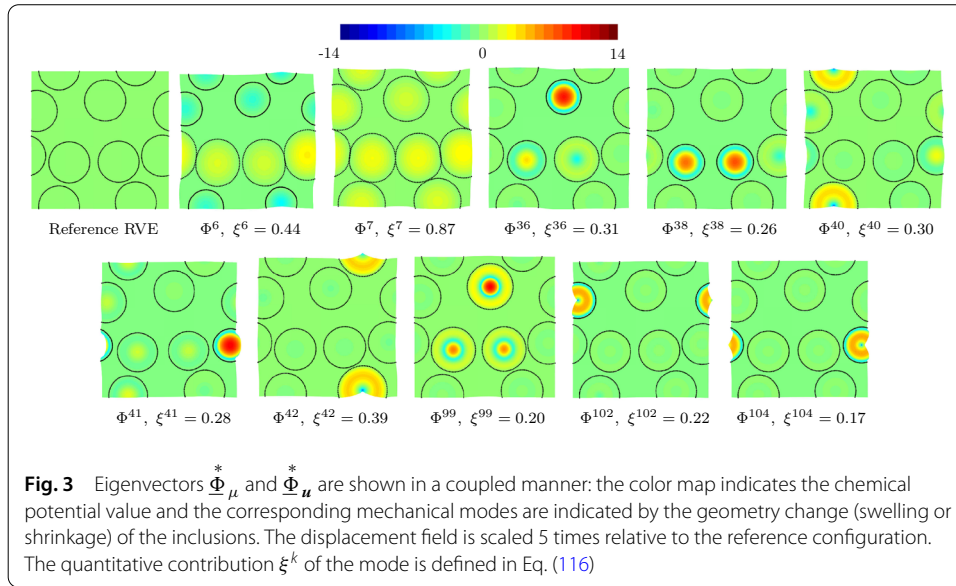 -14 0 14
Reference RVE Φ⁶, ξ⁶ = 0.44 Φ⁷, ξ⁷ = 0.87 Φ³⁶, ξ³⁶ = 0.31 Φ³⁸, ξ³⁸ = 0.26 Φ⁴⁰, ξ⁴⁰ = 0.30
Φ⁴¹, ξ⁴¹ = 0.28 Φ⁴², ξ⁴² = 0.39 Φ⁹⁹, ξ⁹⁹ = 0.20 Φ¹⁰², ξ¹⁰² = 0.22 Φ¹⁰⁴, ξ¹⁰⁴ = 0.17
Fig. 3 Eigenvectors Φ̲*_μ and Φ̲*_u are shown in a coupled manner: the color map indicates the chemical
potential value and the corresponding mechanical modes are indicated by the geometry change (swelling or
shrinkage) of the inclusions. The displacement field is scaled 5 times relative to the reference configuration.
The quantitative contribution ξᵏ of the mode is defined in Eq. (116)